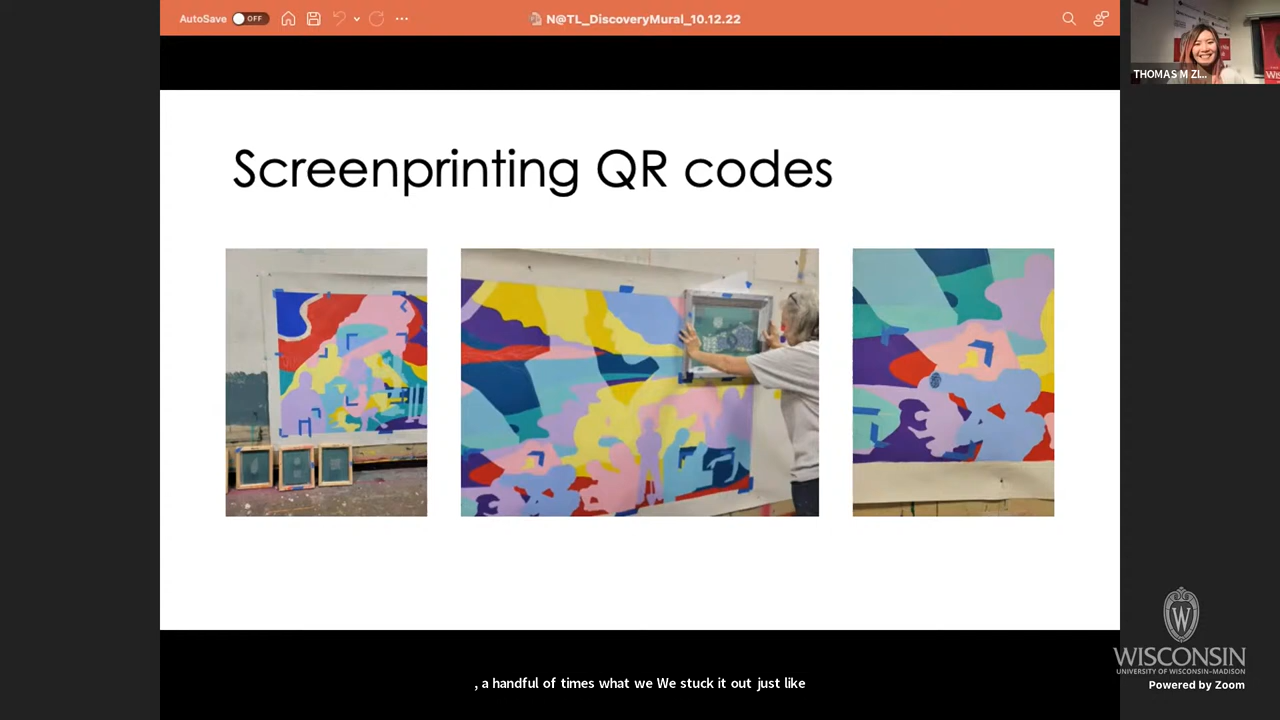 AutoSave OFF
N@TL_DiscoveryMural_10.12.22
THOMAS M ZI...
Screenprinting QR codes
W
WISCONSIN
UNIVERSITY OF WISCONSIN–MADISON
Powered by Zoom
, a handful of times what we We stuck it out just like